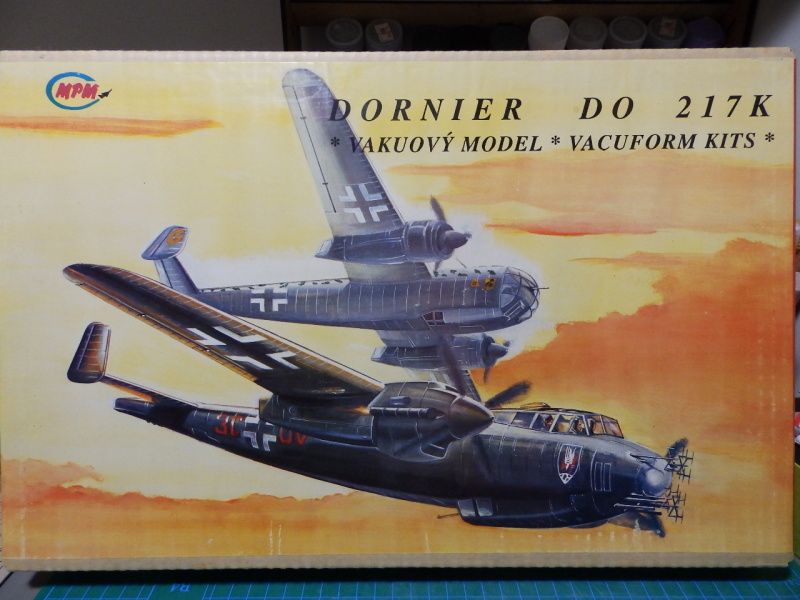 MPM
DORNIER DO 217K
* VAKUOVÝ MODEL * VACUFORM KITS *